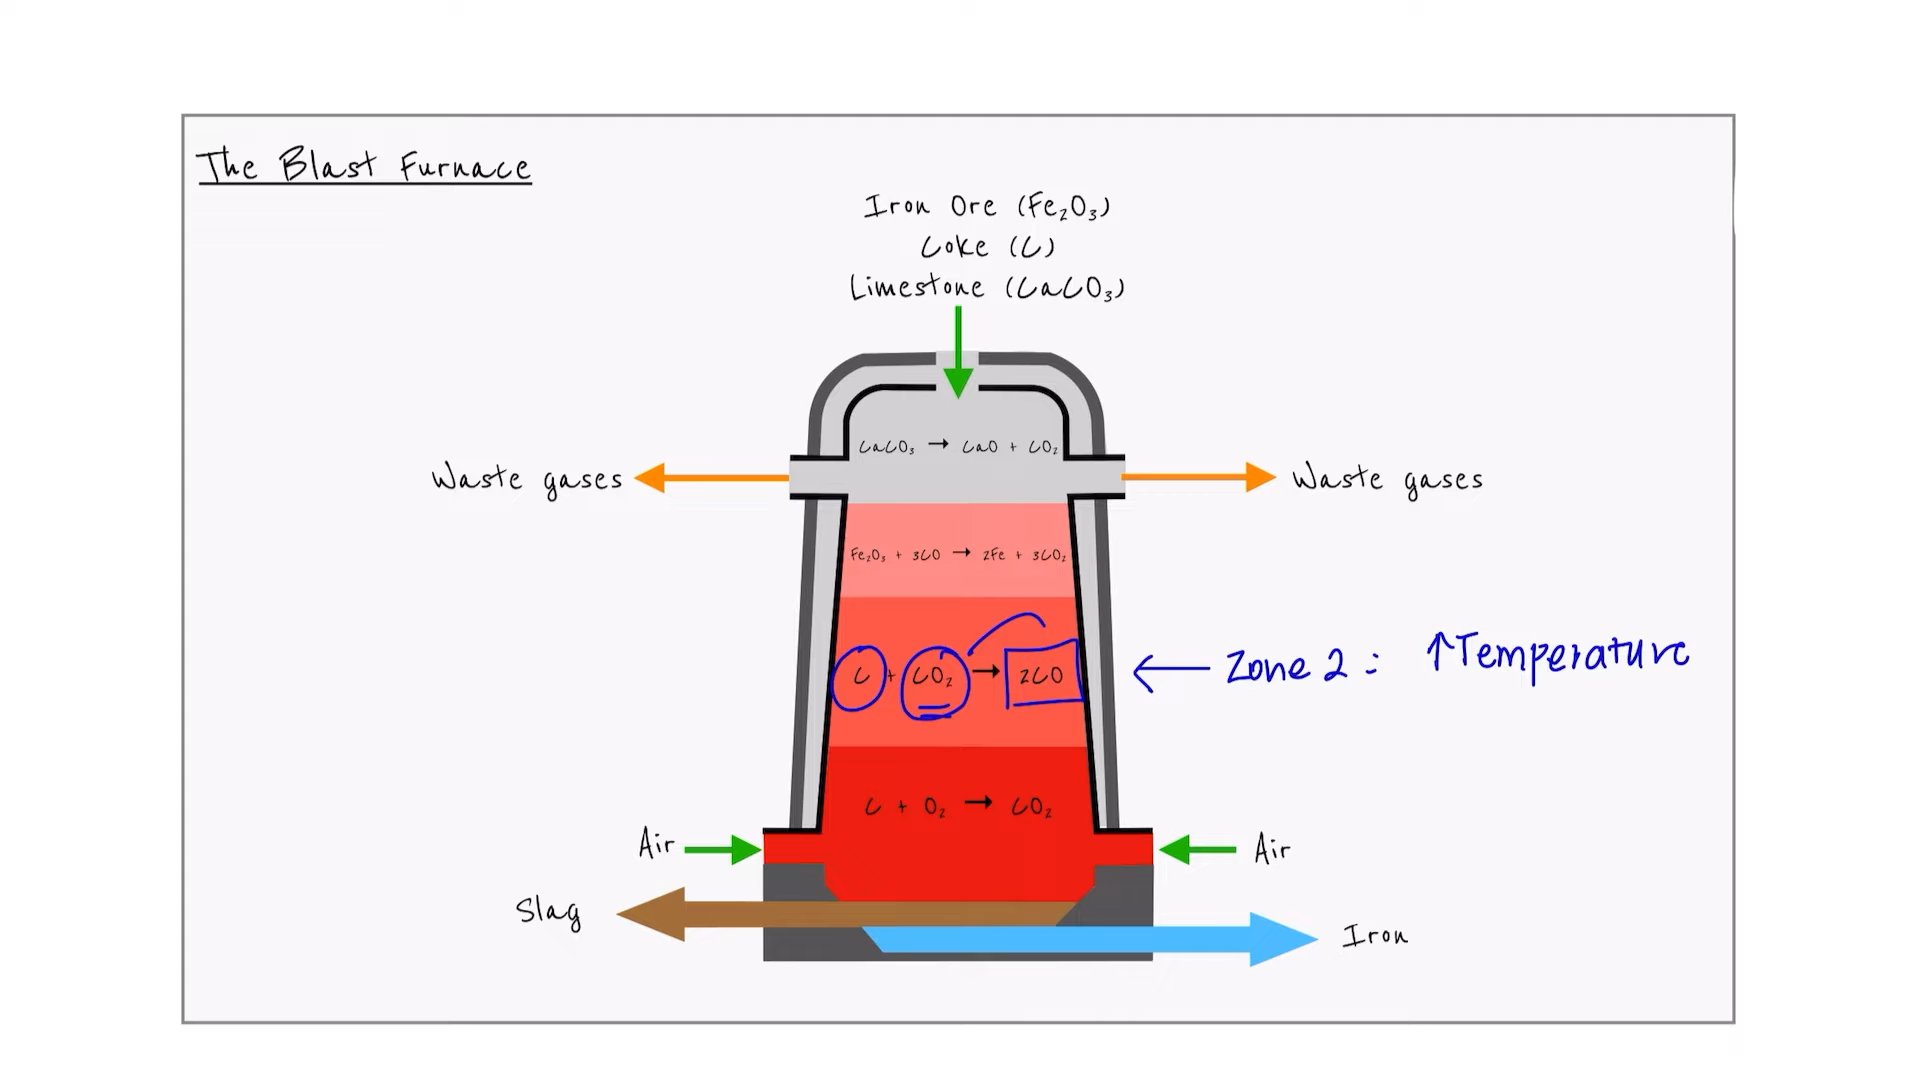 The Blast Furnace
Iron Ore (Fe₂O₃)
Coke (C)
Limestone (CaCO₃)
CaCO₃ → CaO + CO₂
Waste gases
Waste gases
Fe₂O₃ + 3CO → 2Fe + 3CO₂
C + CO₂ → 2CO
← Zone 2 : ↑Temperature
C + O₂ → CO₂
Air
Air
Slag
Iron